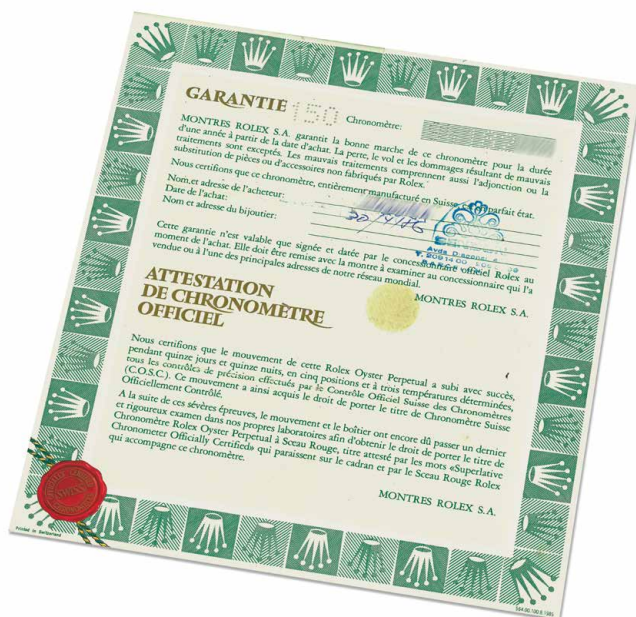 GARANTIE 150 Chronomètre:
MONTRES ROLEX S.A. garantit la bonne marche de ce chronomètre pour la durée
d'une année à partir de la date d'achat. La perte, le vol et les dommages résultant de mauvais
traitements sont exceptés. Les mauvais traitements comprennent aussi l'adjonction ou la
substitution de pièces ou d'accessoires non fabriqués par Rolex.
Nous certifions que ce chronomètre, entièrement manufacturé en Suisse parfait état.
Nom et adresse de l'acheteur:
Date de l'achat:
Nom et adresse du bijoutier:
Avda. Diagonal
Cette garantie n'est valable que signée et datée par le concessionnaire officiel Rolex au
moment de l'achat. Elle doit être remise avec la montre à examiner au concessionnaire qui l'a
vendue ou à l'une des principales adresses de notre réseau mondial.
MONTRES ROLEX S.A.
ATTESTATION
DE CHRONOMÈTRE
OFFICIEL
Nous certifions que le mouvement de cette Rolex Oyster Perpetual a subi avec succès,
pendant quinze jours et quinze nuits, en cinq positions et à trois températures déterminées,
tous les contrôles de précision effectués par le Contrôle Officiel Suisse des Chronomètres
(C.O.S.C.). Ce mouvement a ainsi acquis le droit de porter le titre de Chronomètre Suisse
Officiellement Contrôlé.
A la suite de ces sévères épreuves, le mouvement et le boîtier ont encore dû passer un dernier
et rigoureux examen dans nos propres laboratoires afin d'obtenir le droit de porter le titre de
Chronomètre Rolex Oyster Perpetual à Sceau Rouge, titre attesté par les mots «Superlative
Chronometer Officially Certified» qui paraissent sur le cadran et par le Sceau Rouge Rolex
qui accompagne ce chronomètre.
MONTRES ROLEX S.A.
SWISS
Printed in Switzerland